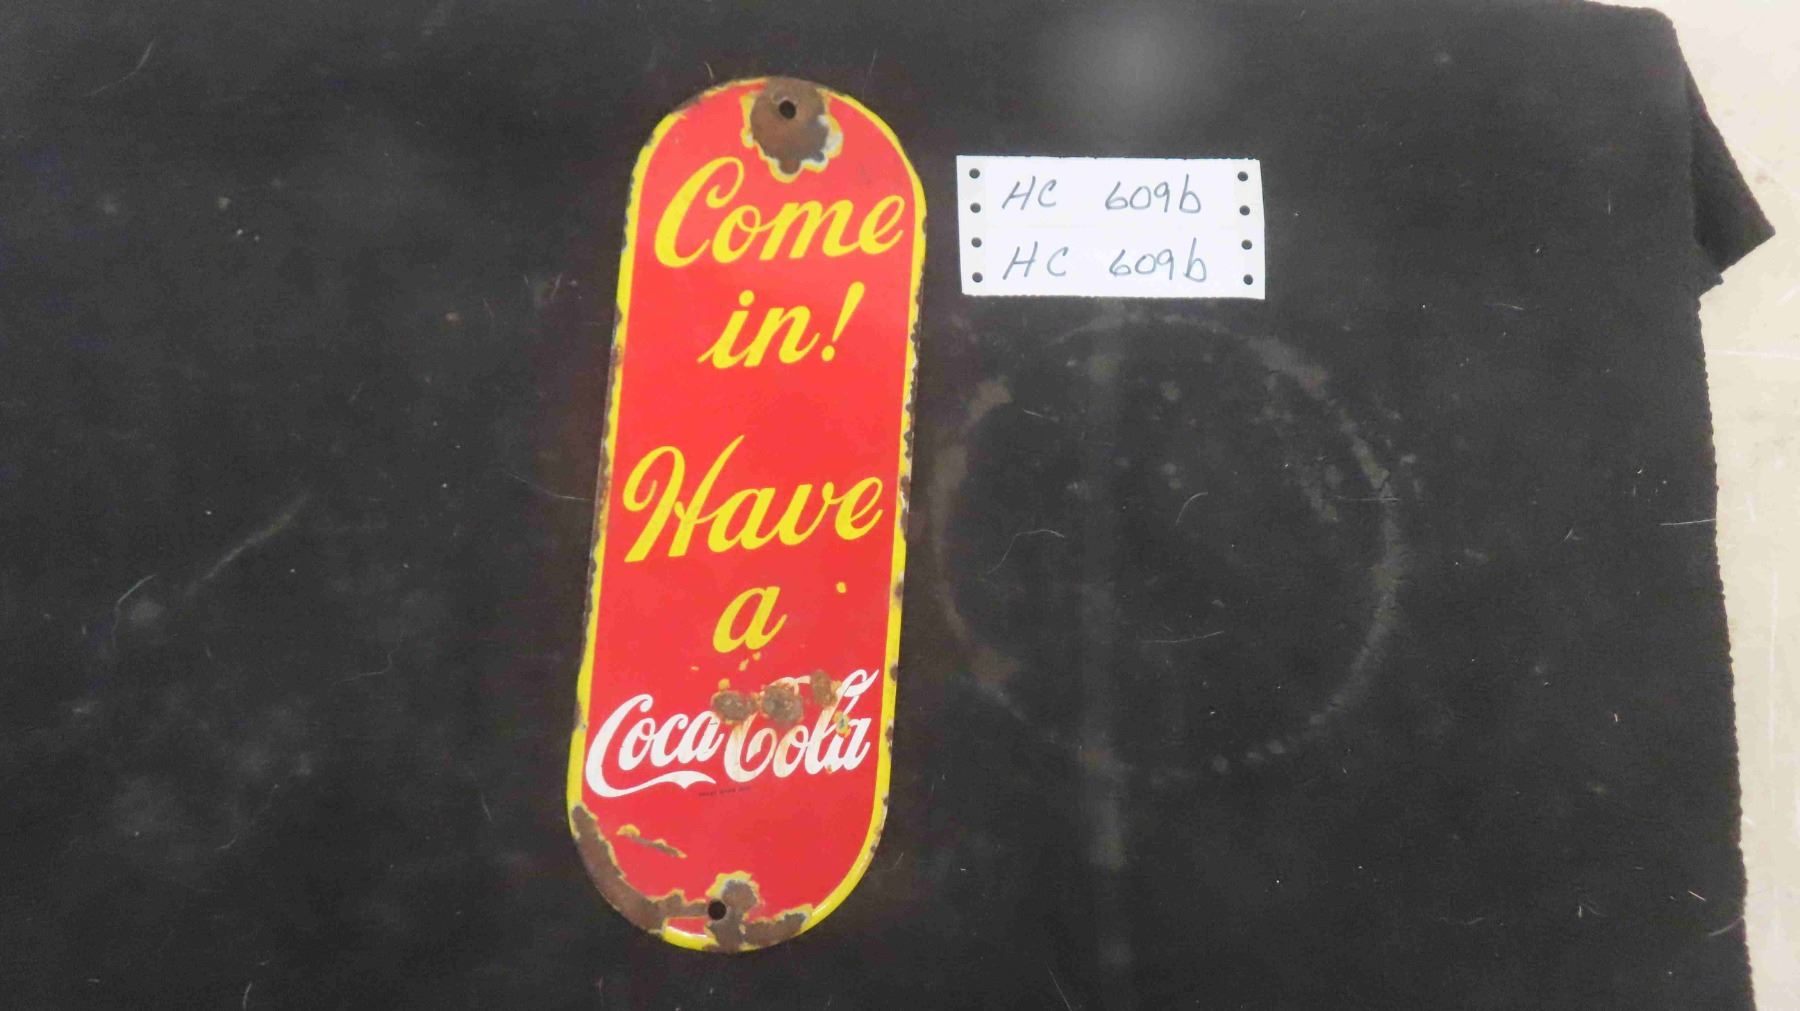 Come
in!
Have
a
Coca-Cola
HC 609b
HC 609b